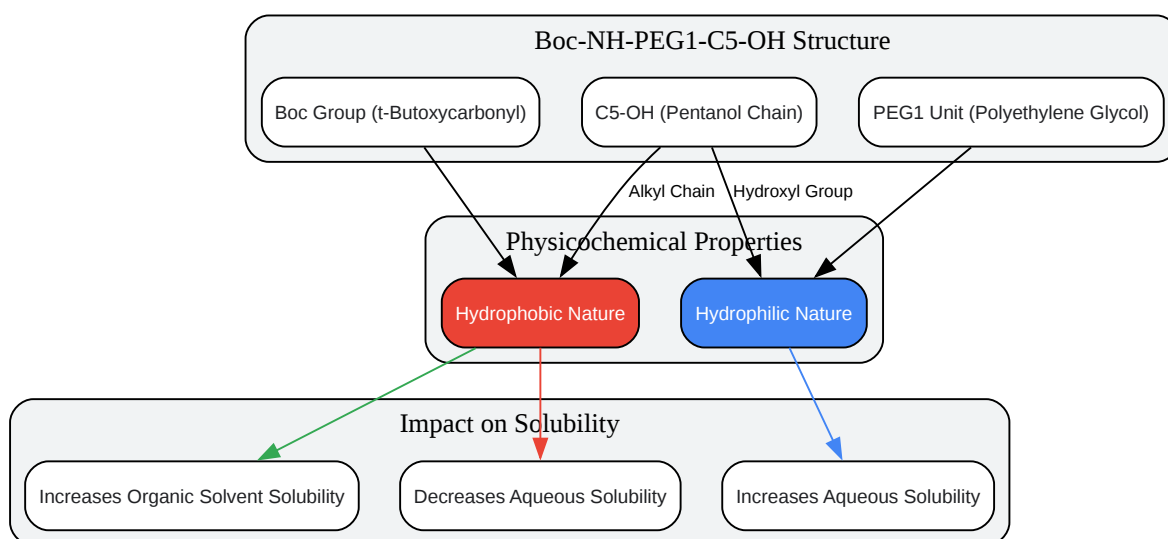 Boc-NH-PEG1-C5-OH Structure
Boc Group (t-Butoxycarbonyl)
C5-OH (Pentanol Chain)
PEG1 Unit (Polyethylene Glycol)
Alkyl Chain
Hydroxyl Group
Physicochemical Properties
Hydrophobic Nature
Hydrophilic Nature
Impact on Solubility
Increases Organic Solvent Solubility
Decreases Aqueous Solubility
Increases Aqueous Solubility